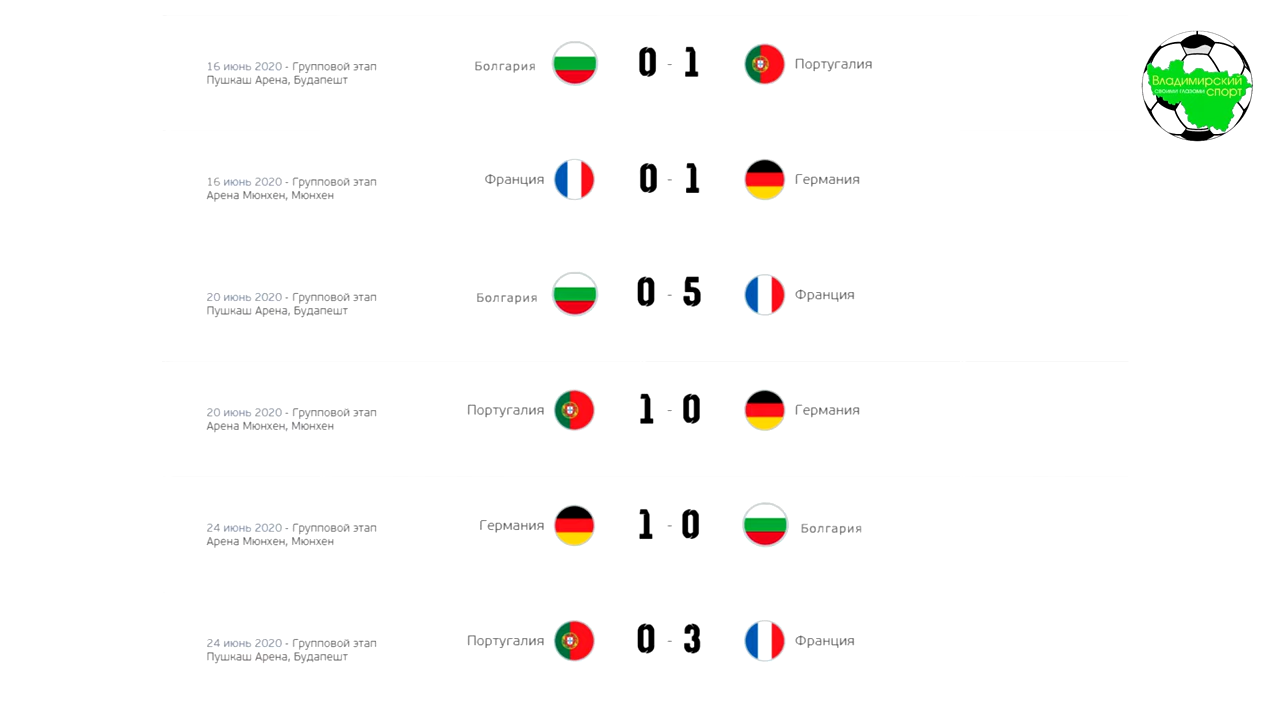 16 июнь 2020 - Групповой этап
Пушкаш Арена, Будапешт
Болгария 0 - 1 Португалия
Владимирский
своими глазами спорт
16 июнь 2020 - Групповой этап
Арена Мюнхен, Мюнхен
Франция 0 - 1 Германия
20 июнь 2020 - Групповой этап
Пушкаш Арена, Будапешт
Болгария 0 - 5 Франция
20 июнь 2020 - Групповой этап
Арена Мюнхен, Мюнхен
Португалия 1 - 0 Германия
24 июнь 2020 - Групповой этап
Арена Мюнхен, Мюнхен
Германия 1 - 0 Болгария
24 июнь 2020 - Групповой этап
Пушкаш Арена, Будапешт
Португалия 0 - 3 Франция